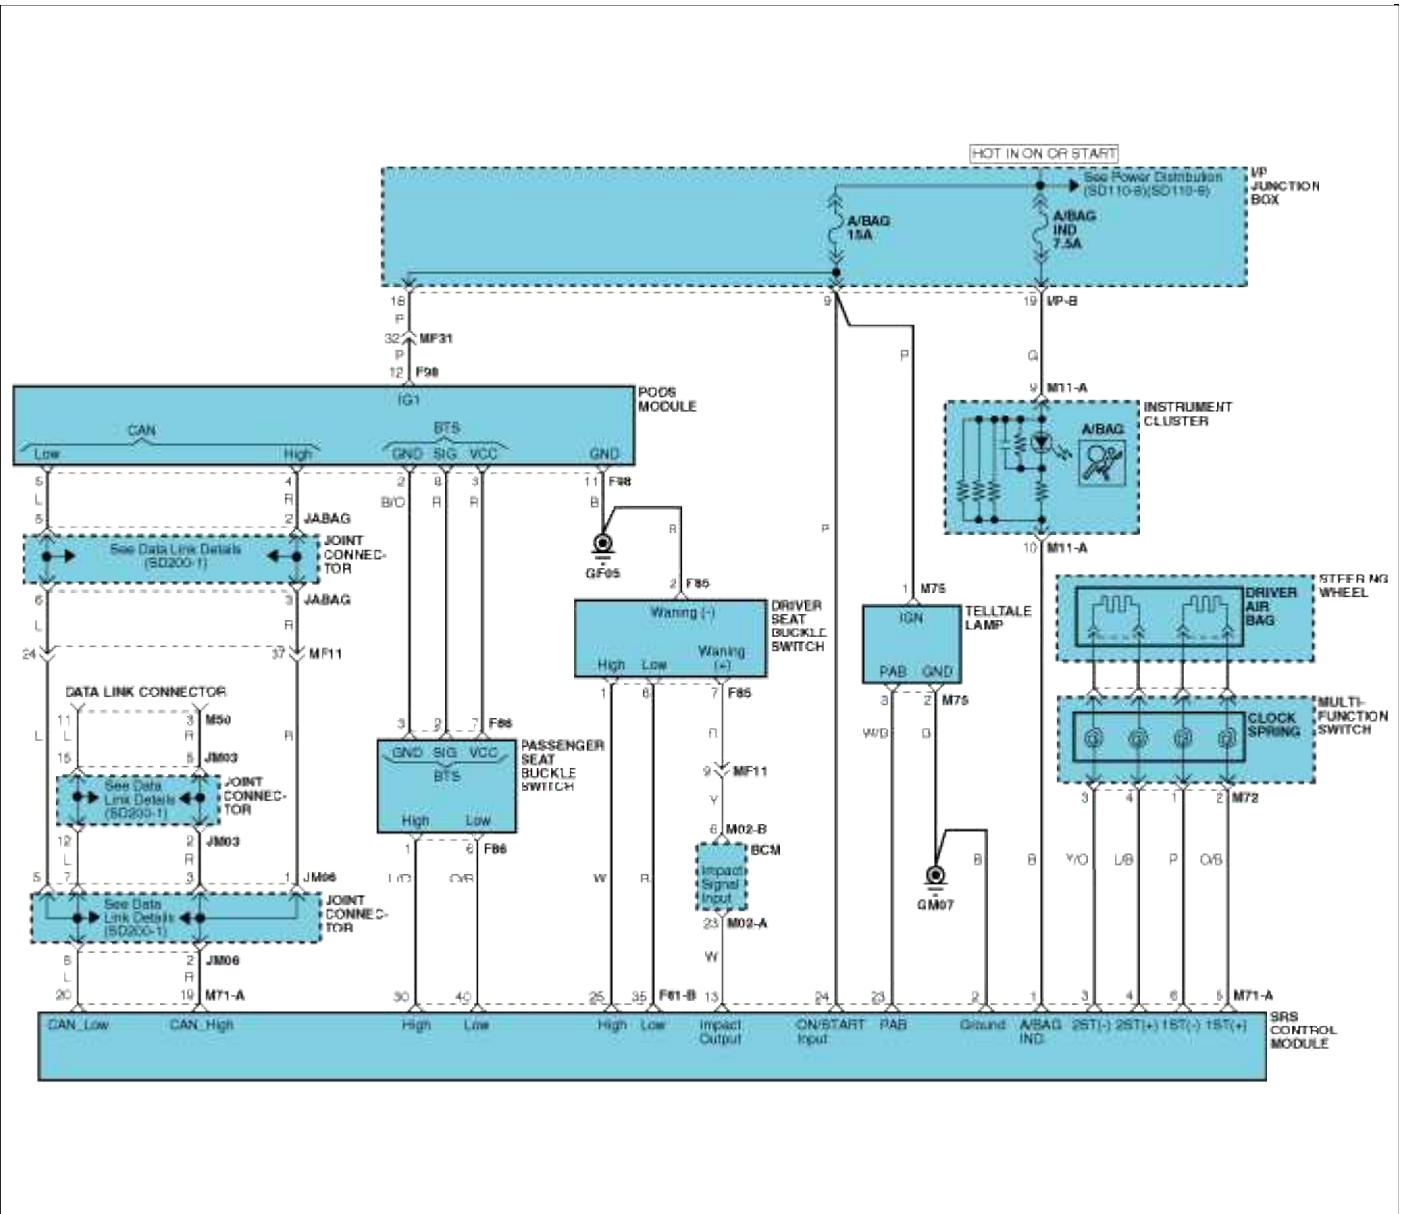 HOT IN ON OR START
See Power Distribution
(SD110-8)(SD110-9)
I/P
JUNCTION
BOX
A/BAG
15A
A/BAG
IND
7.5A
18
9
19
I/P-B
P
32
MF31
P
12
F98
P
G
9
M11-A
IG1
PODS
MODULE
CAN
BTS
Low
High
GND
SIG
VCC
GND
INSTRUMENT
CLUSTER
A/BAG
5
4
2
8
3
11
F98
L
R
B/O
R
R
B
5
2
JABAG
See Data Link Details
(SD200-1)
JOINT
CONNEC-
TOR
GF05
P
10
M11-A
6
3
JABAG
L
R
2
F85
1
M75
STEERING
WHEEL
DRIVER
AIR
BAG
Waning (-)
DRIVER
SEAT
BUCKLE
SWITCH
High
Low
Waning
(+)
IGN
TELLTALE
LAMP
PAB
GND
24
37
MF11
1
6
7
F85
3
2
M75
DATA LINK CONNECTOR
11
3
M50
L
R
L
R
15
5
JM03
See Data
Link Details
(SD200-1)
JOINT
CONNEC-
TOR
3
2
7
F86
GND
SIG
VCC
BTS
PASSENGER
SEAT
BUCKLE
SWITCH
High
Low
9
MF11
Y
6
M02-B
BCM
Impact
Signal
Input
23
M02-A
W
MULTI-
FUNCTION
SWITCH
CLOCK
SPRING
3
4
1
2
M72
12
2
JM03
L
R
1
6
F86
W
GM07
B
B
Y/O
L/B
P
O/B
5
7
3
1
JM06
See Data
Link Details
(SD200-1)
JOINT
CONNEC-
TOR
2
JM06
L
R
20
19
M71-A
30
40
25
35
F61-B
13
24
23
2
1
3
4
6
5
M71-A
CAN_Low
CAN_High
High
Low
High
Low
Impact
Output
ON/START
Input
PAB
Ground
A/BAG
IND.
2ST(-)
2ST(+)
1ST(-)
1ST(+)
SRS
CONTROL
MODULE